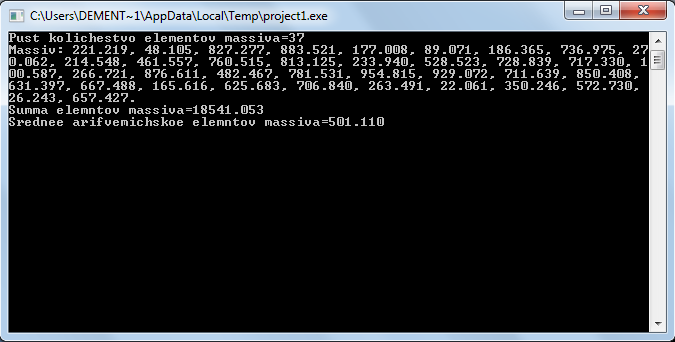 C:\Users\DEMENT~1\AppData\Local\Temp\project1.exe
Pust kolichestvo elementov massiva=37
Massiv: 221.219, 48.105, 827.277, 883.521, 177.008, 89.071, 186.365, 736.975, 27
0.062, 214.548, 461.557, 760.515, 813.125, 233.940, 528.523, 728.839, 717.330, 1
00.587, 266.721, 876.611, 482.467, 781.531, 954.815, 929.072, 711.639, 850.408,
631.397, 667.488, 165.616, 625.683, 706.840, 263.491, 22.061, 350.246, 572.730,
26.243, 657.427.
Summa elemntov massiva=18541.053
Srednee arifvemichskoe elemntov massiva=501.110